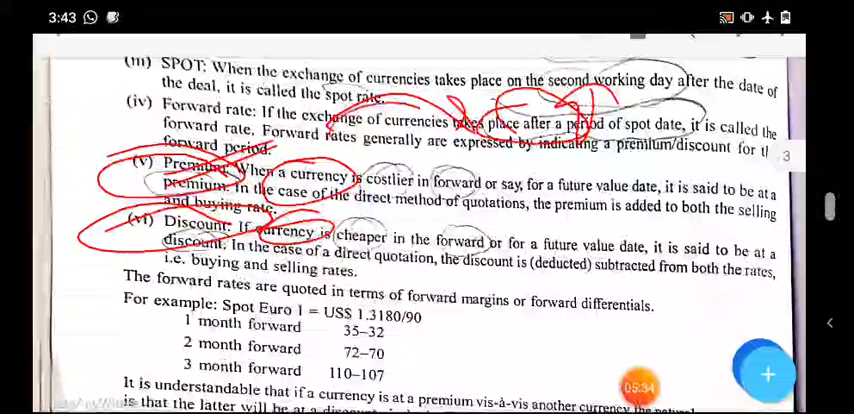 3:43
(iii) SPOT: When the exchange of currencies takes place on the second working day after the date of
the deal, it is called the spot rate.
(iv) Forward rate: If the exchange of currencies takes place after a period of spot date, it is called the
forward rate. Forward rates generally are expressed by indicating a premium/discount for
forward period.
3
(v) Premium: When a currency is costlier in forward or say, for a future value date, it is said to be at a
premium. In the case of the direct method of quotations, the premium is added to both the selling
and buying rate.
(vi) Discount: If currency is cheaper in the forward or for a future value date, it is said to be at a
discount. In the case of a direct quotation, the discount is (deducted) subtracted from both the rates,
i.e. buying and selling rates.
The forward rates are quoted in terms of forward margins or forward differentials.
For example: Spot Euro 1 = US$ 1.3180/90
1 month forward 35–32
2 month forward 72–70
3 month forward 110–107
05:34
It is understandable that if a currency is at a premium vis-à-vis another currency the natural
is that the latter will be at a discount